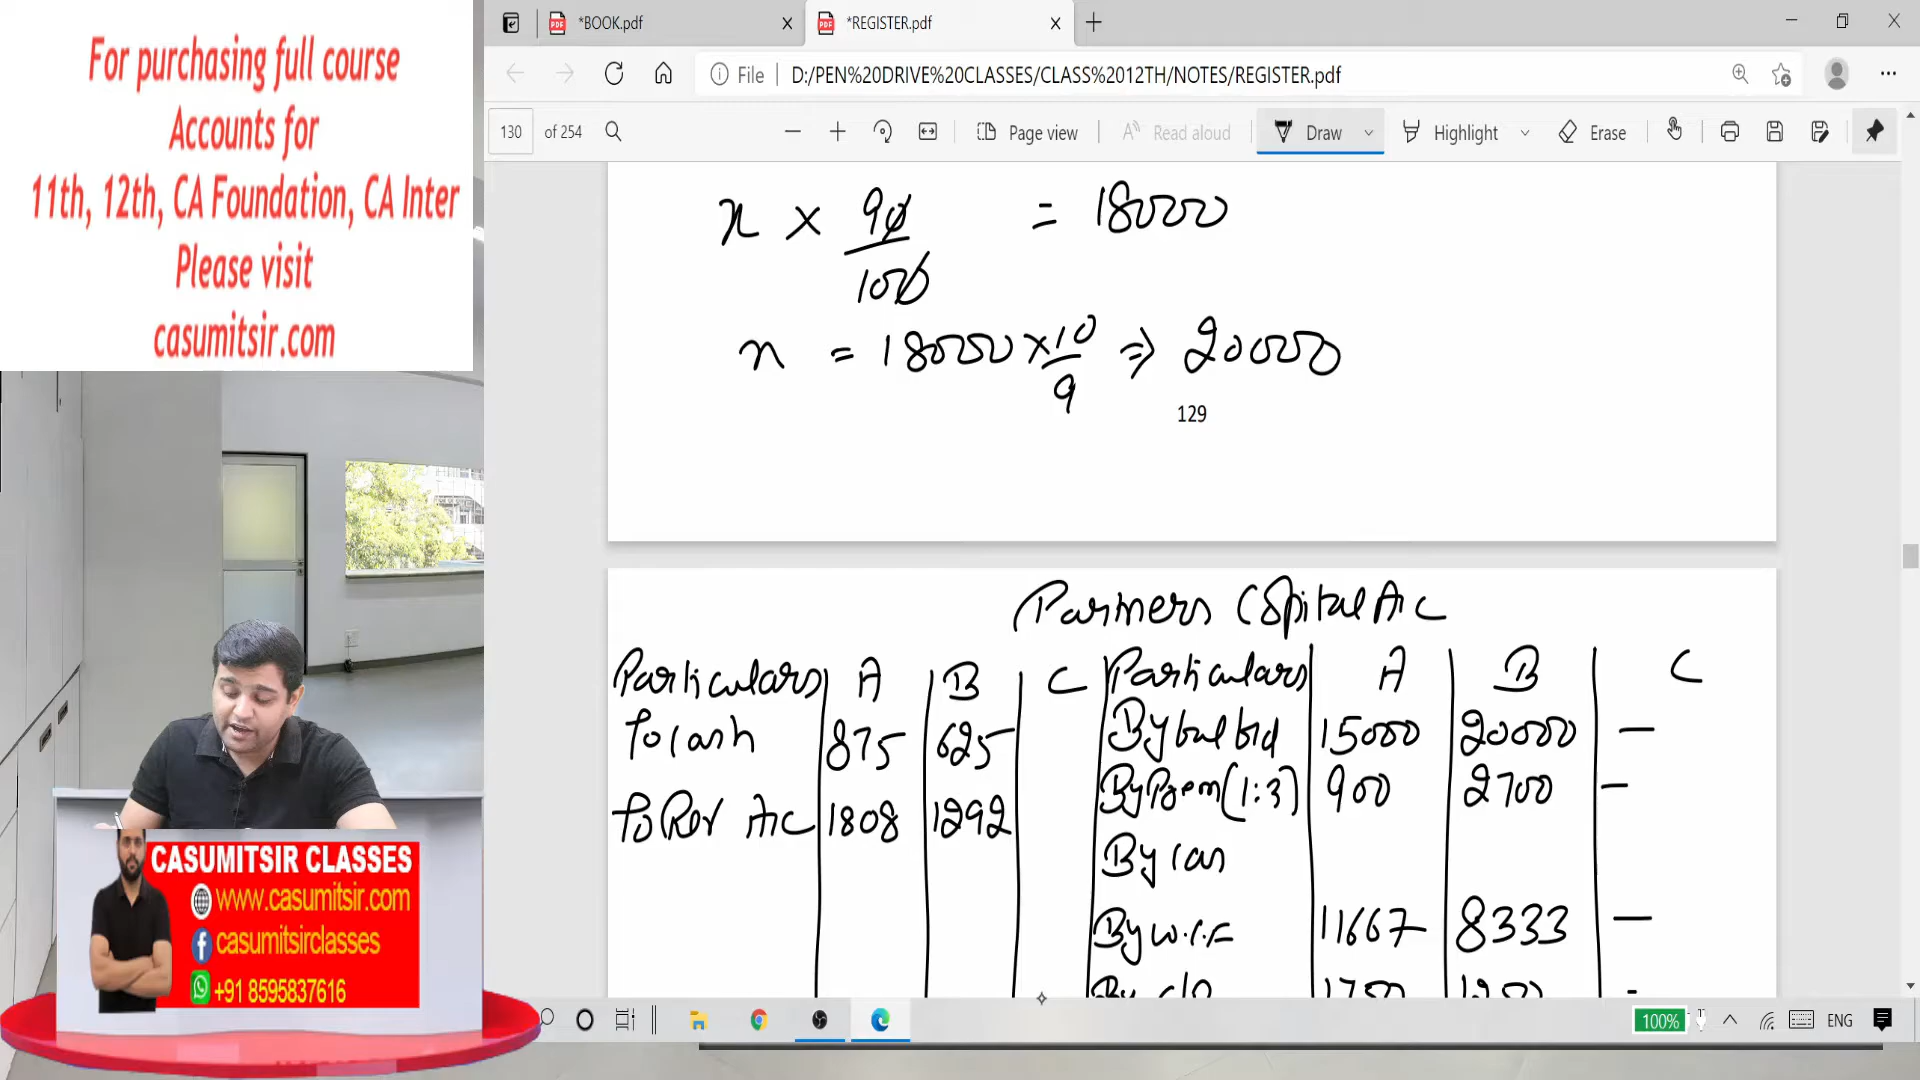 For purchasing full course
Accounts for
11th, 12th, CA Foundation, CA Inter
Please visit
casumitsir.com
*BOOK.pdf
*REGISTER.pdf
File
D:/PEN%20DRIVE%20CLASSES/CLASS%2012TH/NOTES/REGISTER.pdf
130 of 254
Page view
Read aloud
Draw
Highlight
Erase
x × 90/100 = 18000
x = 18000 × 10/9 ⇒ 20000
129
Partners Capital A/c
Particulars A B C Particulars A B C
To cash 875 625 By bal b/d 15000 20000 —
By Prem (1:3) 900 2700 —
To Rev A/c 1808 1292
By cas
By W.C.F 11667 8333 —
CASUMITSIR CLASSES
www.casumitsir.com
casumitsirclasses
+91 8595837616
100%
ENG